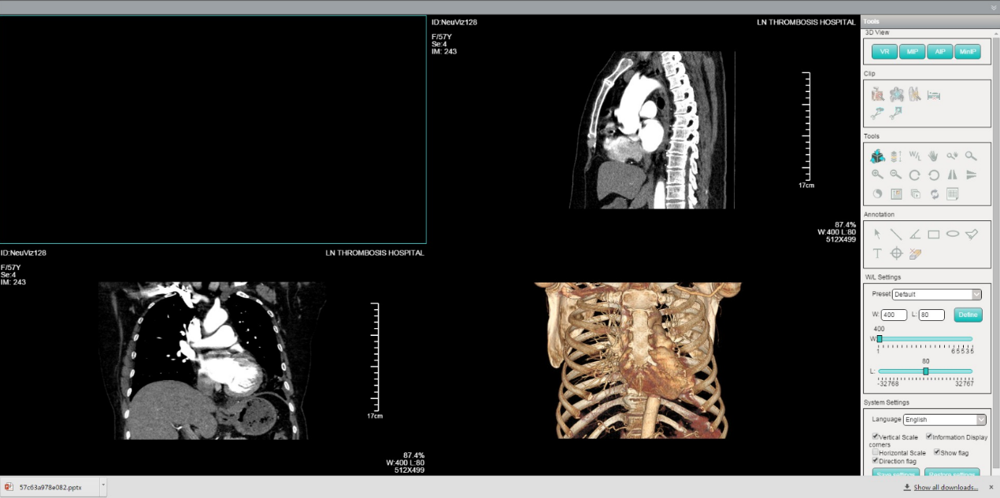 ID:NeuViz128
LN THROMBOSIS HOSPITAL
F/57Y
Se:4
IM: 243
17cm
87.4%
W:400 L:80
512X499
ID:NeuViz128
LN THROMBOSIS HOSPITAL
F/57Y
Se:4
IM: 243
17cm
87.4%
W:400 L:80
512X499
Tools
3D View
VR MIP AIP MinIP
Clip
Tools
W/L
Annotation
T
W/L Settings
Preset Default
W: 400 L: 80 Define
400
W:
1 65535
80
L:
-32768 32767
System Settings
Language English
Vertical Scale Information Display
corners
Horizontal Scale Show flag
Direction flag
Save settings Restore settings
57c63a978e082.pptx
Show all downloads...